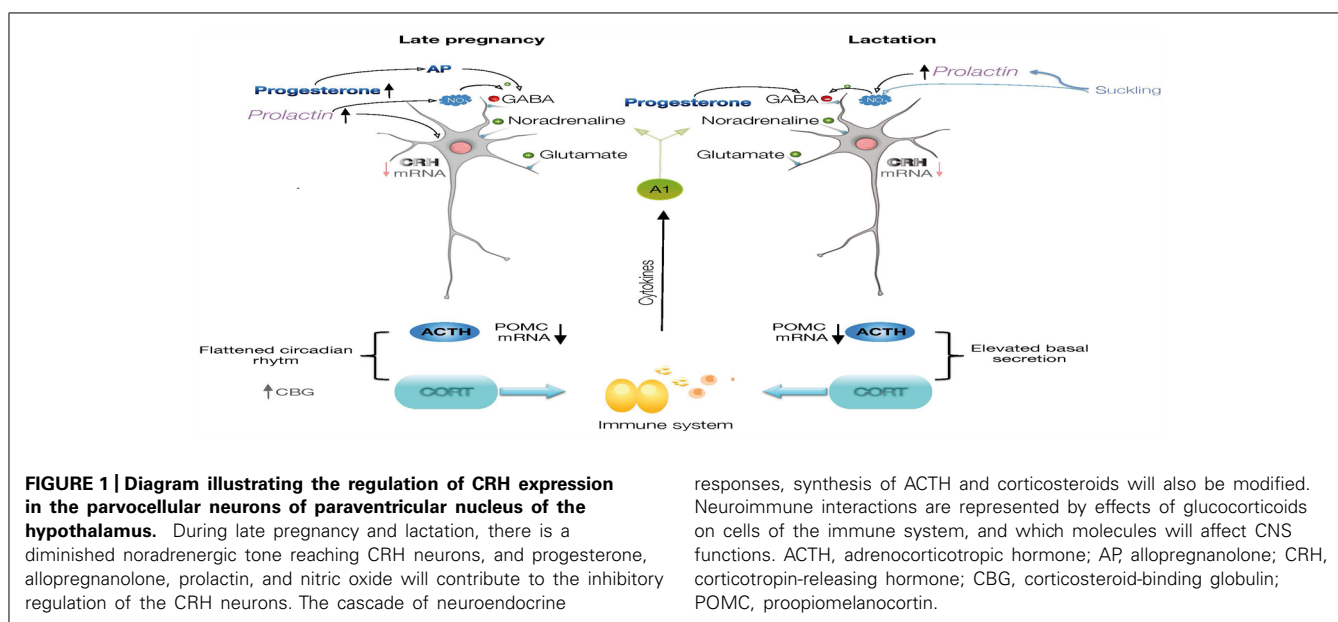 Late pregnancy
AP
Progesterone
Prolactin
NO
GABA
Noradrenaline
Glutamate
CRH
mRNA
Lactation
Prolactin
Suckling
Progesterone
GABA
NO
Noradrenaline
Glutamate
CRH
mRNA
A1
Cytokines
ACTH
POMC
mRNA
Flattened circadian
rhytm
CBG
CORT
Immune system
POMC
mRNA
ACTH
Elevated basal
secretion
CORT
FIGURE 1 | Diagram illustrating the regulation of CRH expression
in the parvocellular neurons of paraventricular nucleus of the
hypothalamus. During late pregnancy and lactation, there is a
diminished noradrenergic tone reaching CRH neurons, and progesterone,
allopregnanolone, prolactin, and nitric oxide will contribute to the inhibitory
regulation of the CRH neurons. The cascade of neuroendocrine
responses, synthesis of ACTH and corticosteroids will also be modified.
Neuroimmune interactions are represented by effects of glucocorticoids
on cells of the immune system, and which molecules will affect CNS
functions. ACTH, adrenocorticotropic hormone; AP, allopregnanolone; CRH,
corticotropin-releasing hormone; CBG, corticosteroid-binding globulin;
POMC, proopiomelanocortin.